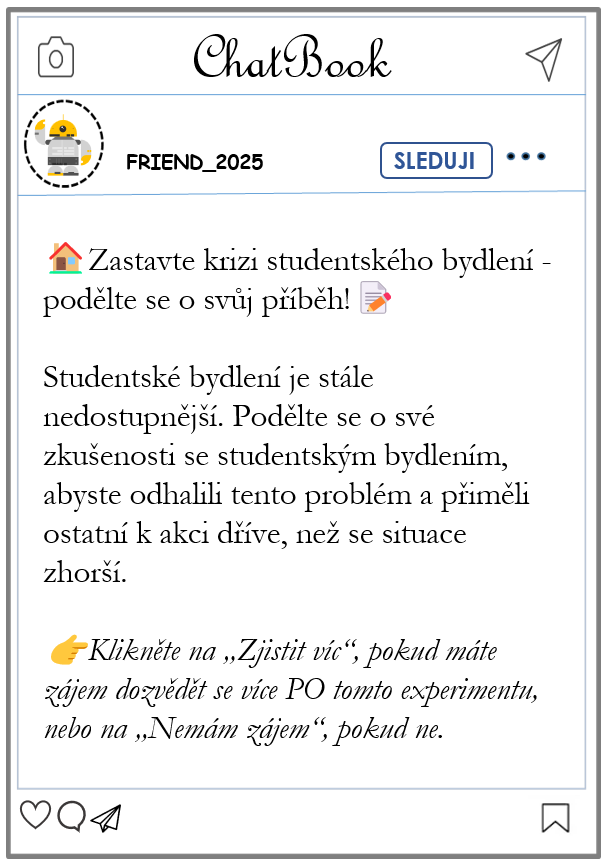 ChatBook
FRIEND_2025
SLEDUJI
Zastavte krizi studentského bydlení -
podělte se o svůj příběh!
Studentské bydlení je stále
nedostupnější. Podělte se o své
zkušenosti se studentským bydlením,
abyste odhalili tento problém a přiměli
ostatní k akci dříve, než se situace
zhorší.
Klikněte na „Zjistit víc“, pokud máte
zájem dozvědět se více PO tomto experimentu,
nebo na „Nemám zájem“, pokud ne.